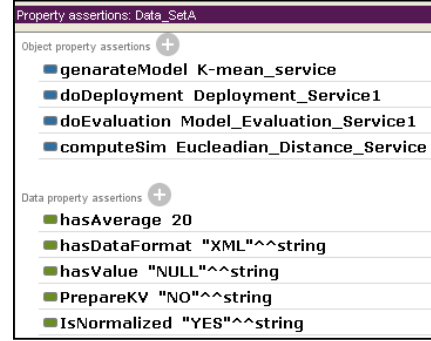 Property assertions: Data_SetA
Object property assertions
genarateModel K-mean_service
doDeployment Deployment_Service1
doEvaluation Model_Evaluation_Service1
computeSim Eucleadian_Distance_Service
Data property assertions
hasAverage 20
hasDataFormat "XML"^^string
hasValue "NULL"^^string
PrepareKV "NO"^^string
IsNormalized "YES"^^string